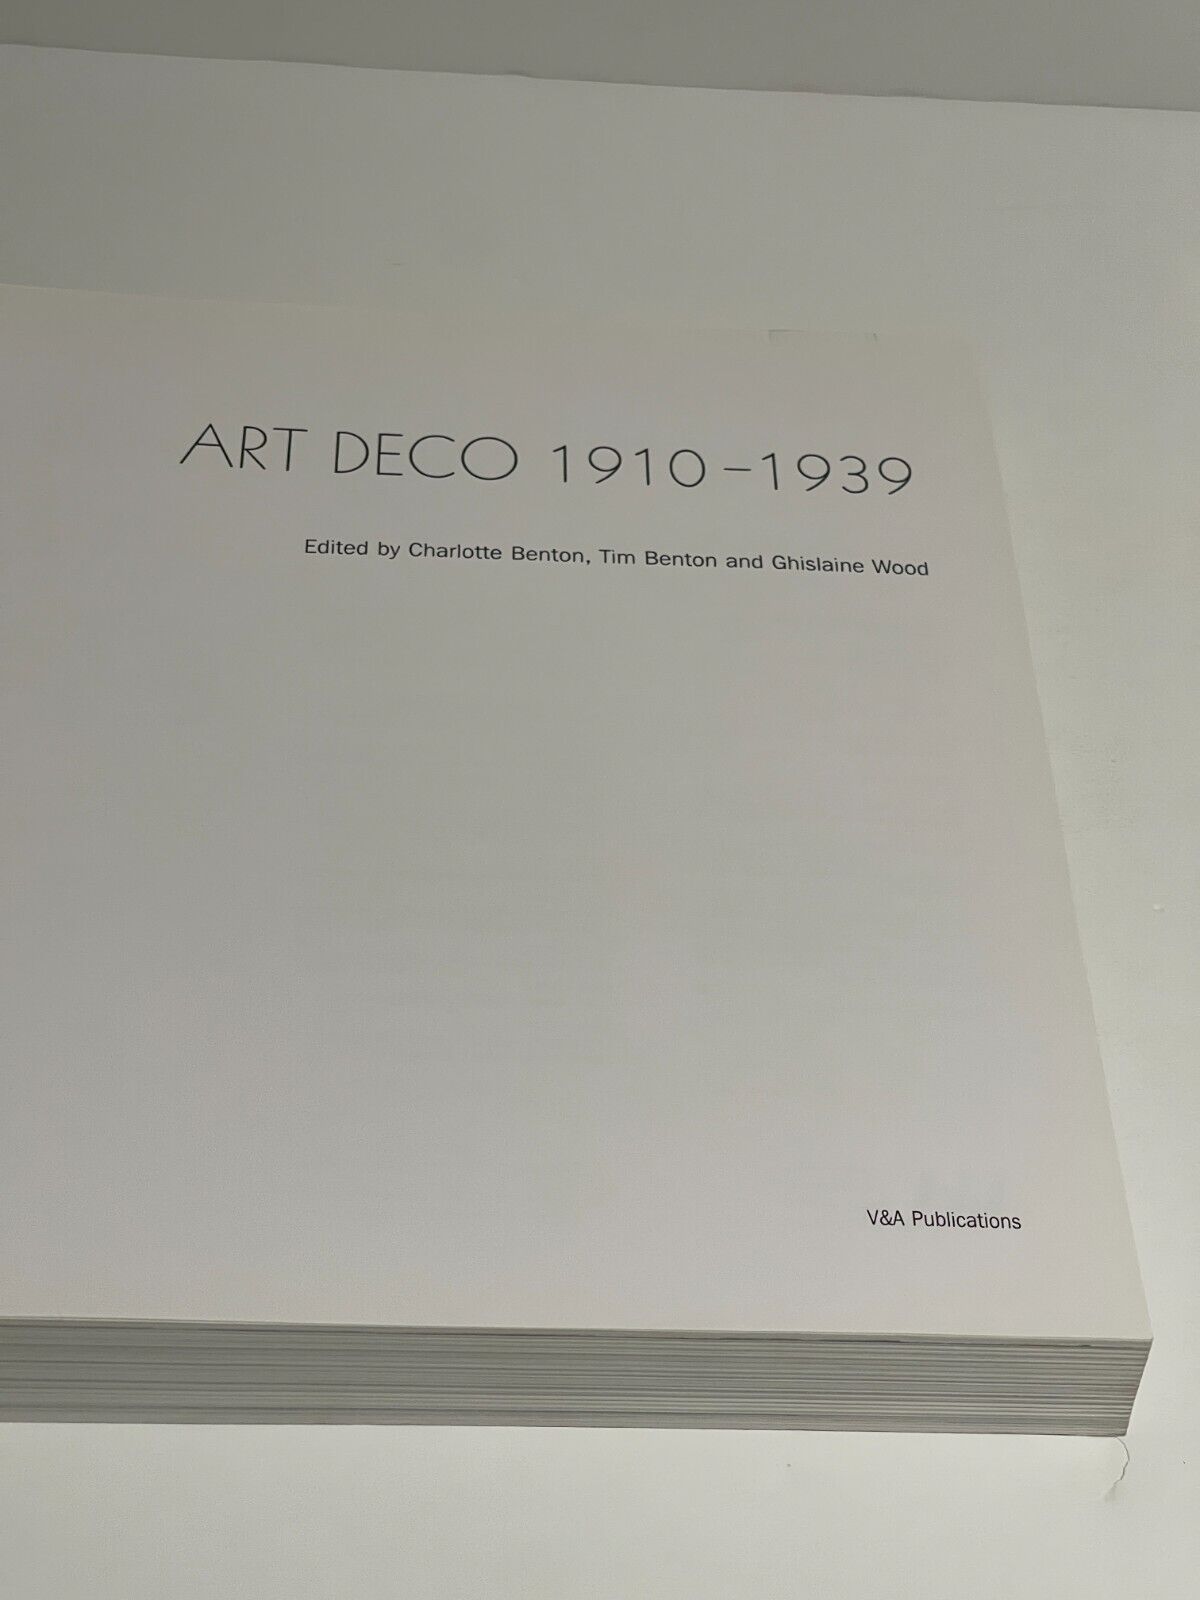 ART DECO 1910–1939
Edited by Charlotte Benton, Tim Benton and Ghislaine Wood
V&A Publications